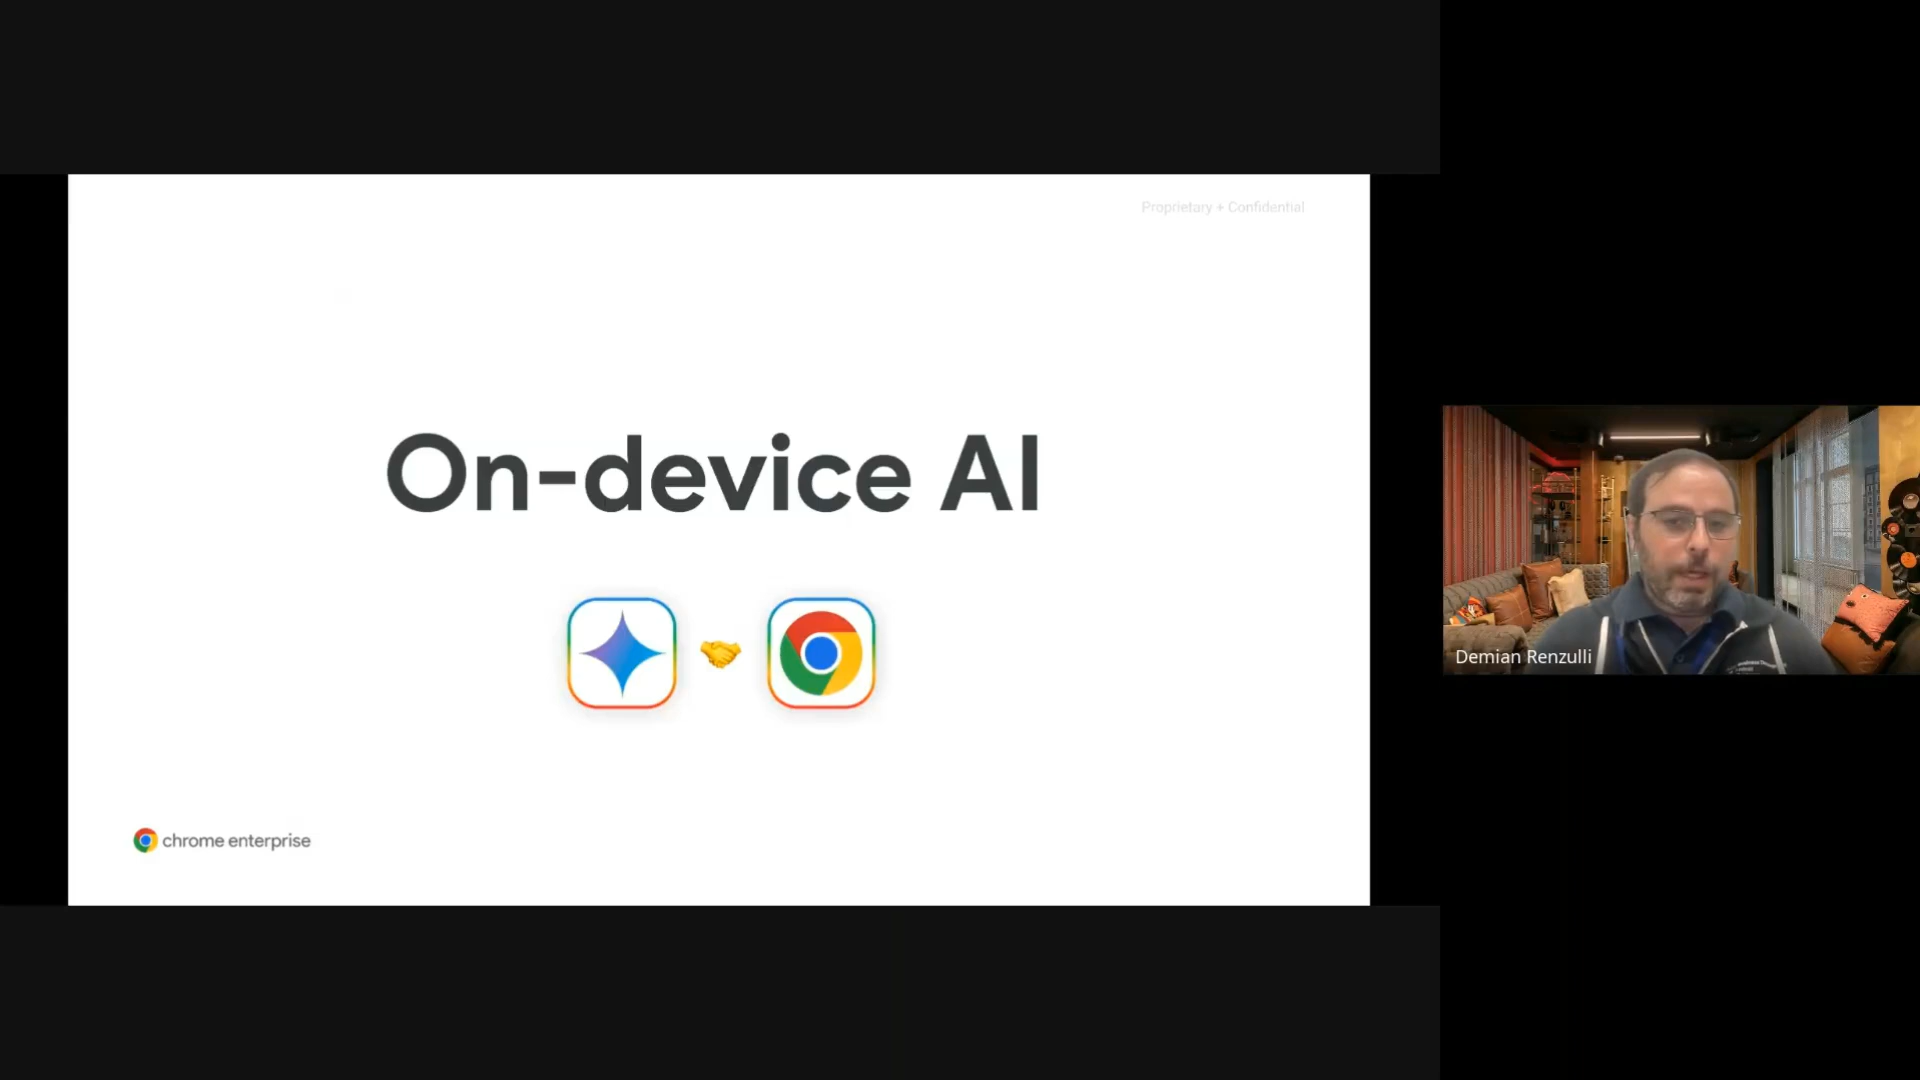 Proprietary + Confidential
On-device AI
chrome enterprise
Demian Renzulli